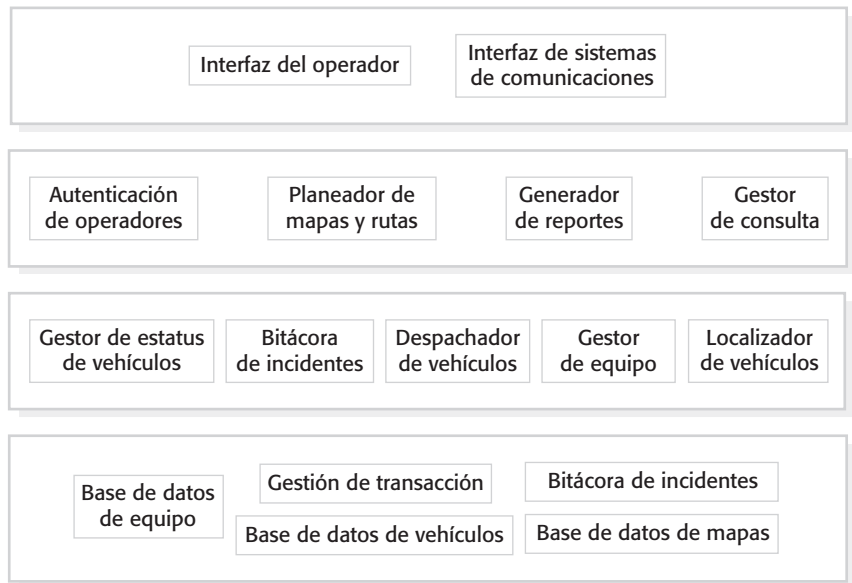 Interfaz del operador
Interfaz de sistemas
de comunicaciones
Autenticación
de operadores
Planeador de
mapas y rutas
Generador
de reportes
Gestor
de consulta
Gestor de estatus
de vehículos
Bitácora
de incidentes
Despachador
de vehículos
Gestor
de equipo
Localizador
de vehículos
Base de datos
de equipo
Gestión de transacción
Bitácora de incidentes
Base de datos de vehículos
Base de datos de mapas